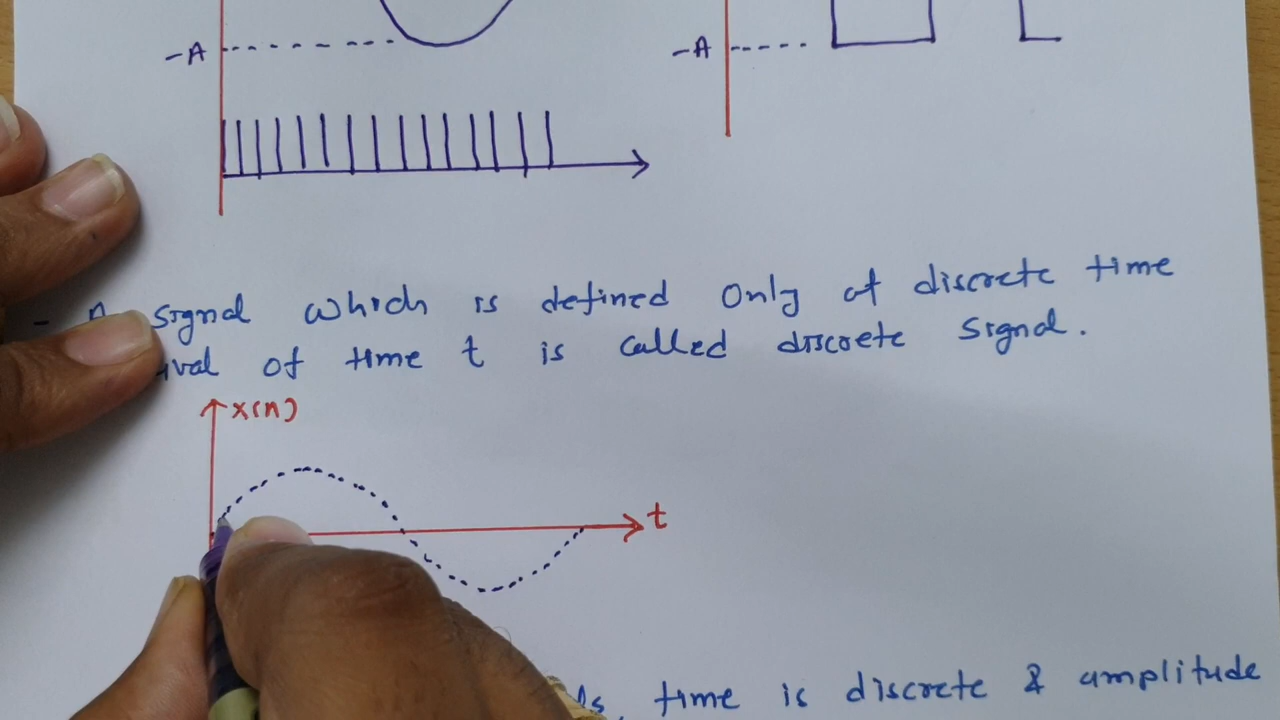 -A -A
- A signal which is defined Only at discrete time
of time t is called discrete signal.
x(n)
t
time is discrete & amplitude